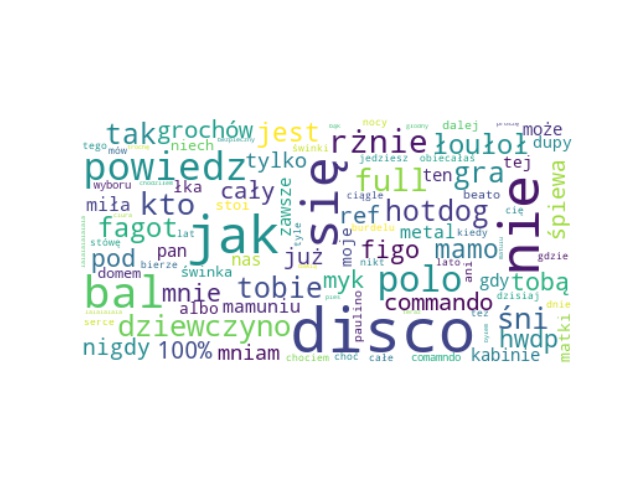 tak grochów jest
nocy
dalej
może
tego mów niech
świnki
rżnie łoułoł dupy
powiedz tylko
jedziesz obiecałaś
ten gra tej
wyboru łka cały
full
się nie
śpiewa
miła kto stoi zawsze
ciągle beato
hotdog cię
fagot jak
lat tyle
ref burdelu metal kiedy
stówę pan nas już moje figo mamo gdzie
pod bierze
nikt ani
domem świnka
myk polo gdy tobą
bal mnie tobie
commando dzisiaj
albo mamuniu
paulino
dnie
serce dziewczyno disco też śni
hwdp matki
nigdy 100% mniam
chociem choć całe comamndo kabinie